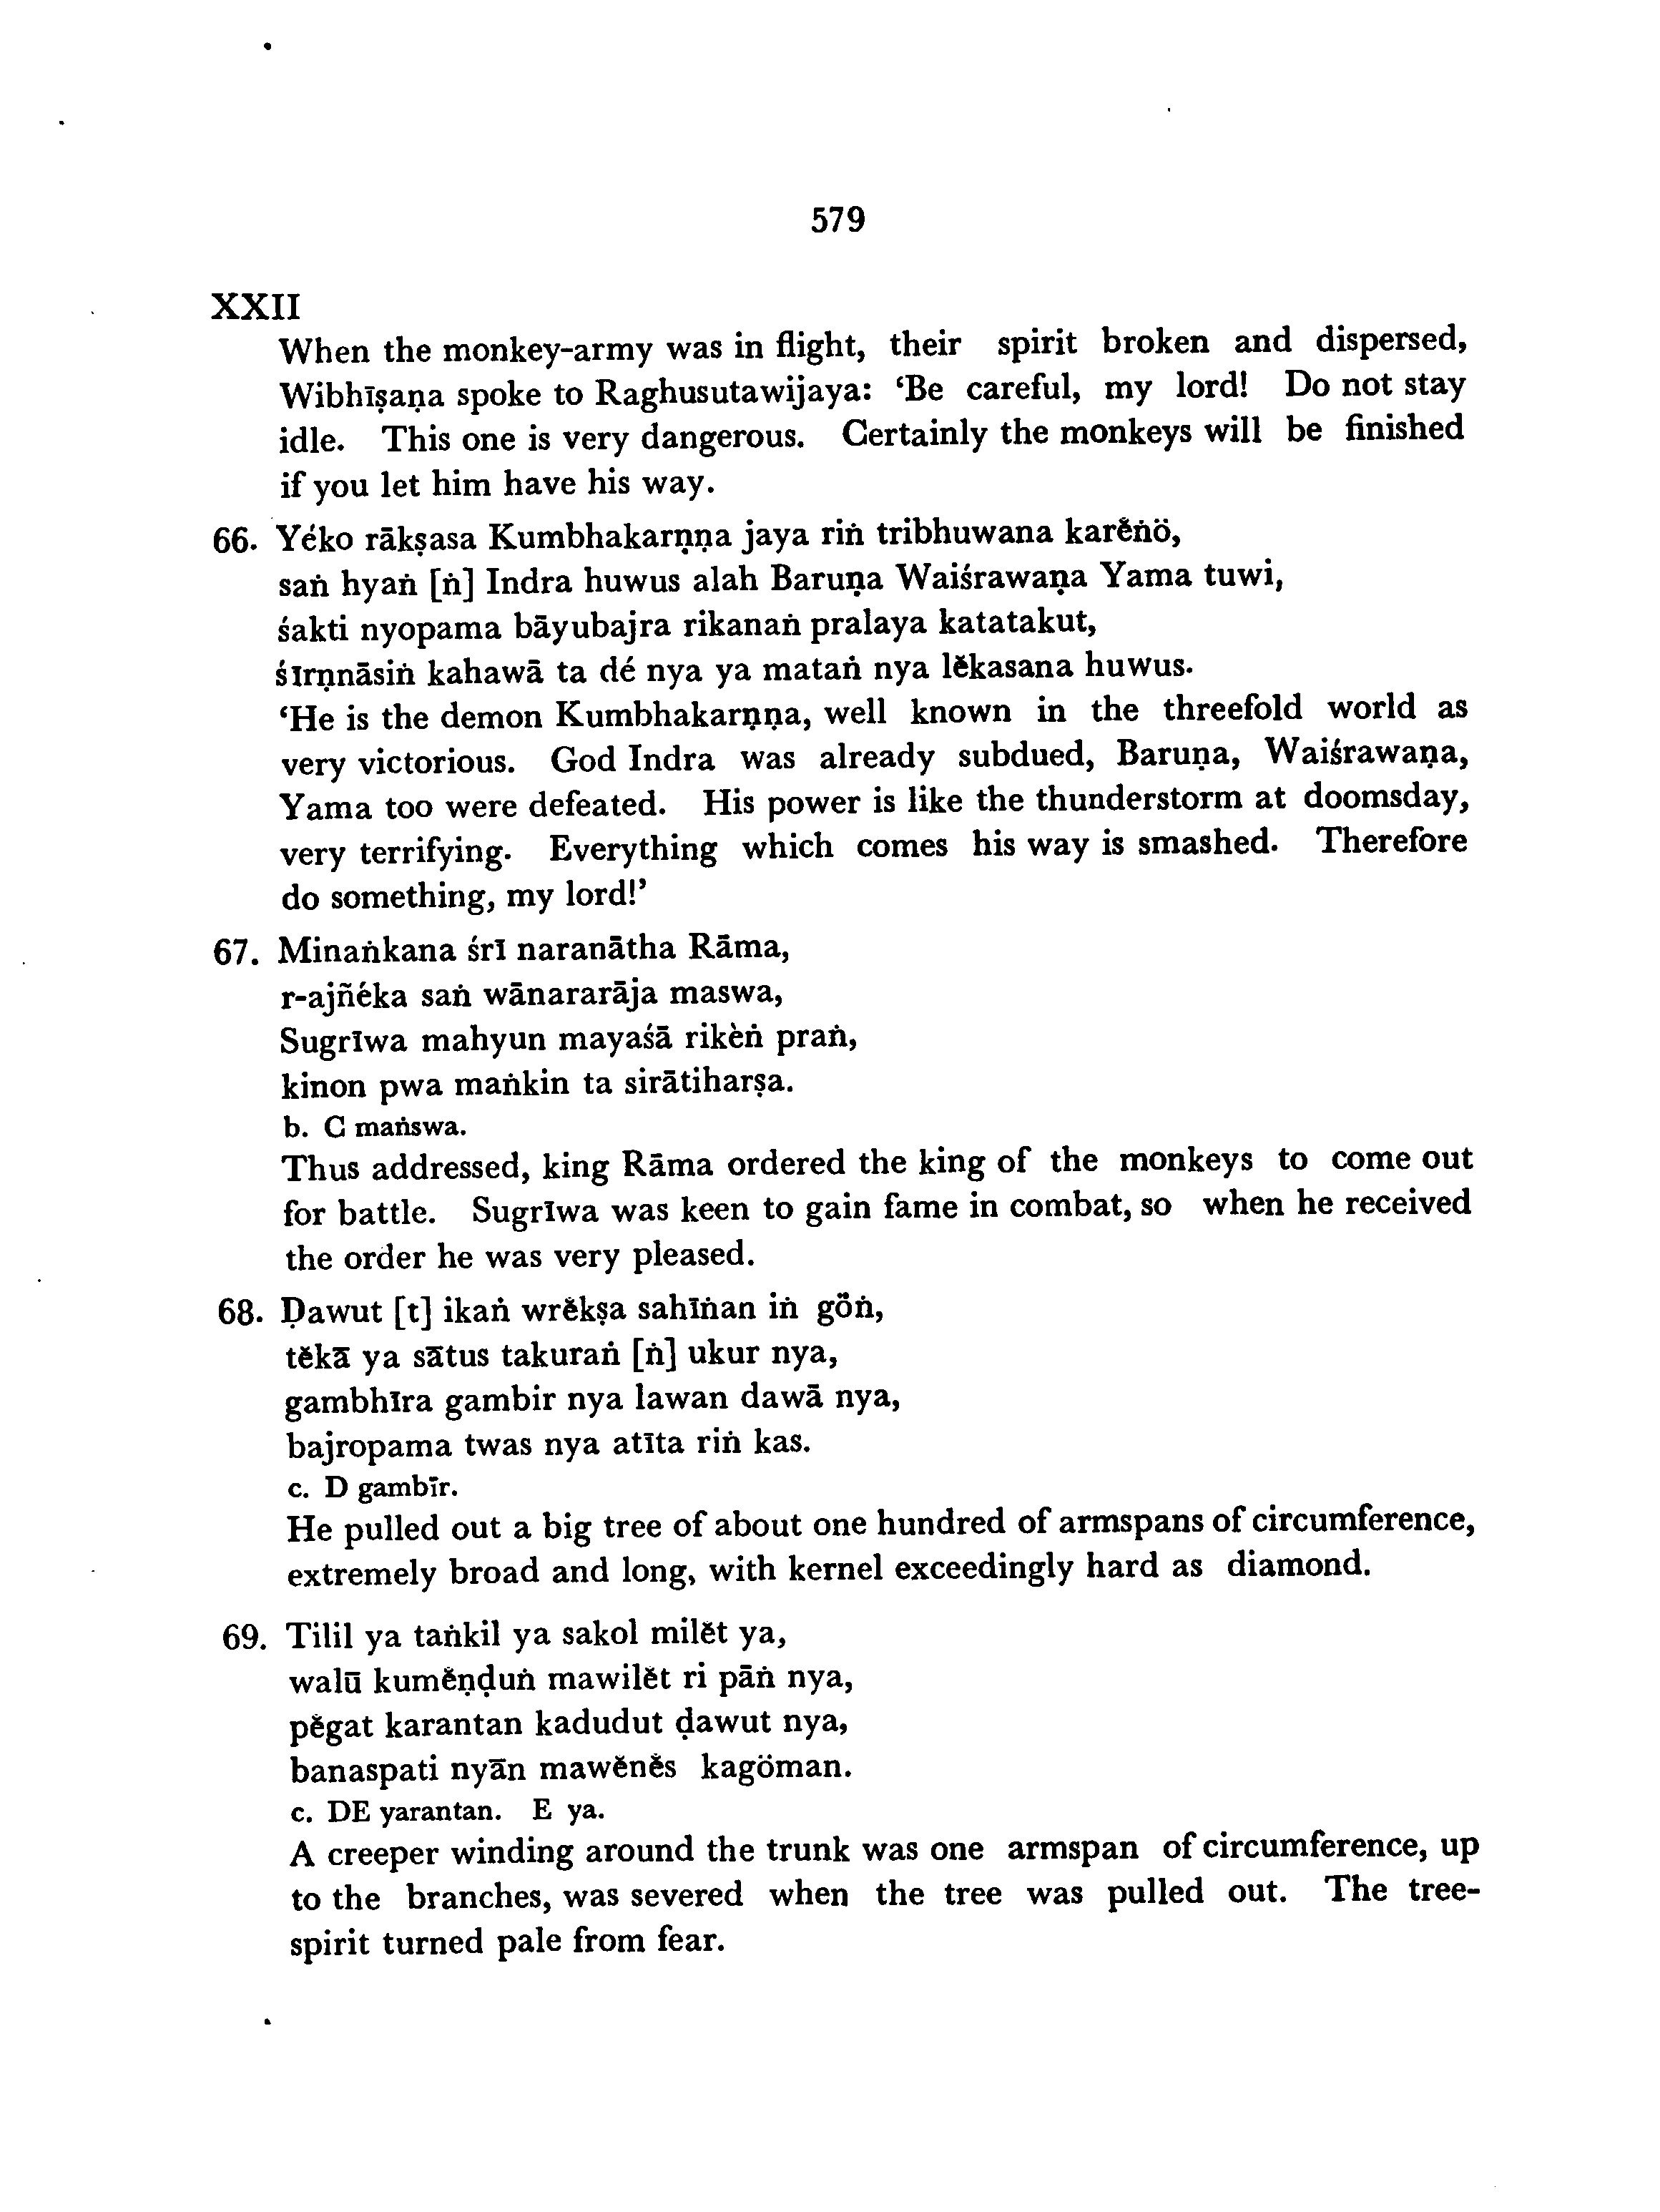 579
XXII
When the monkey-army was in flight, their spirit broken and dispersed,
Wibhīṣaṇa spoke to Raghusutawijaya: ‘Be careful, my lord! Do not stay
idle. This one is very dangerous. Certainly the monkeys will be finished
if you let him have his way.
66. Yéko rākṣasa Kumbhakarṇṇa jaya riṅ tribhuwana karĕṅö,
saṅ hyaṅ [ṅ] Indra huwus alah Baruṇa Waiśrawaṇa Yama tuwi,
śakti nyopama bāyubajra rikanaṅ pralaya katatakut,
śīrṇnāsiṅ kahawā ta dé nya ya mataṅ nya lĕkasana huwus.
‘He is the demon Kumbhakarṇṇa, well known in the threefold world as
very victorious. God Indra was already subdued, Baruṇa, Waiśrawaṇa,
Yama too were defeated. His power is like the thunderstorm at doomsday,
very terrifying. Everything which comes his way is smashed. Therefore
do something, my lord!’
67. Minaṅkana śrī naranātha Rāma,
r-ajñéka saṅ wānararāja maswa,
Sugrīwa mahyun mayaśā rikèṅ praṅ,
kinon pwa maṅkin ta sirātiharṣa.
b. C maṅswa.
Thus addressed, king Rāma ordered the king of the monkeys to come out
for battle. Sugrīwa was keen to gain fame in combat, so when he received
the order he was very pleased.
68. Ḍawut [t] ikaṅ wrĕkṣa sahīṅan iṅ gö̆ṅ,
tĕkā ya sātus takuraṅ [ṅ] ukur nya,
gambhīra gambir nya lawan dawā nya,
bajropama twas nya atīta riṅ kas.
c. D gambīr.
He pulled out a big tree of about one hundred of armspans of circumference,
extremely broad and long, with kernel exceedingly hard as diamond.
69. Tilil ya taṅkil ya sakol milĕt ya,
walū kumĕṇḍuṅ mawilĕt ri pāṅ nya,
pĕgat karantan kadudut ḍawut nya,
banaspati nyān mawĕnĕs kagöman.
c. DE yarantan. E ya.
A creeper winding around the trunk was one armspan of circumference, up
to the branches, was severed when the tree was pulled out. The tree-
spirit turned pale from fear.